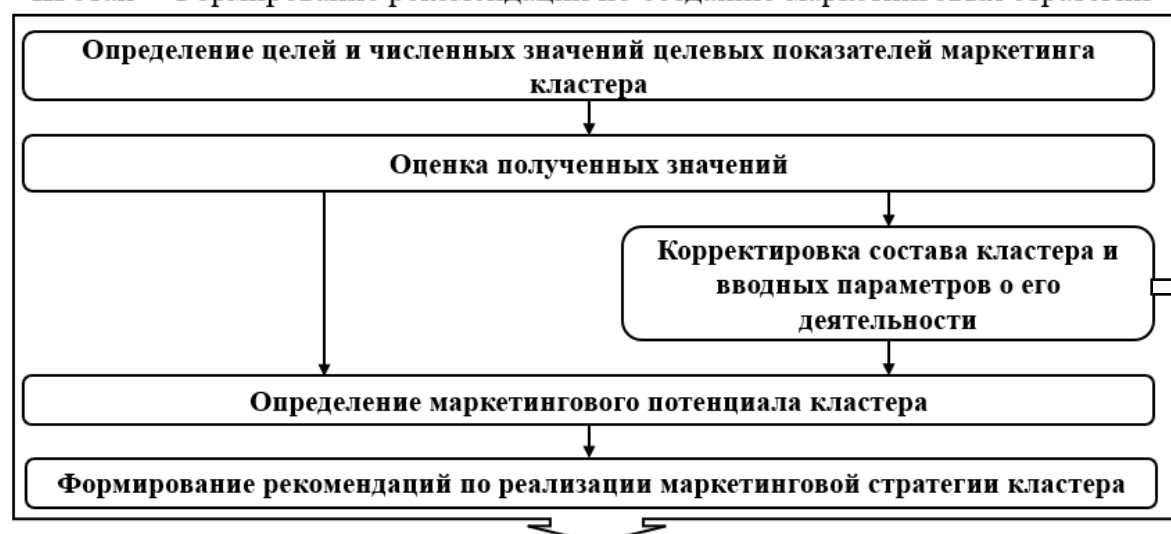 Определение целей и численных значений целевых показателей маркетинга
кластера
Оценка полученных значений
Корректировка состава кластера и
вводных параметров о его
деятельности
Определение маркетингового потенциала кластера
Формирование рекомендаций по реализации маркетинговой стратегии кластера